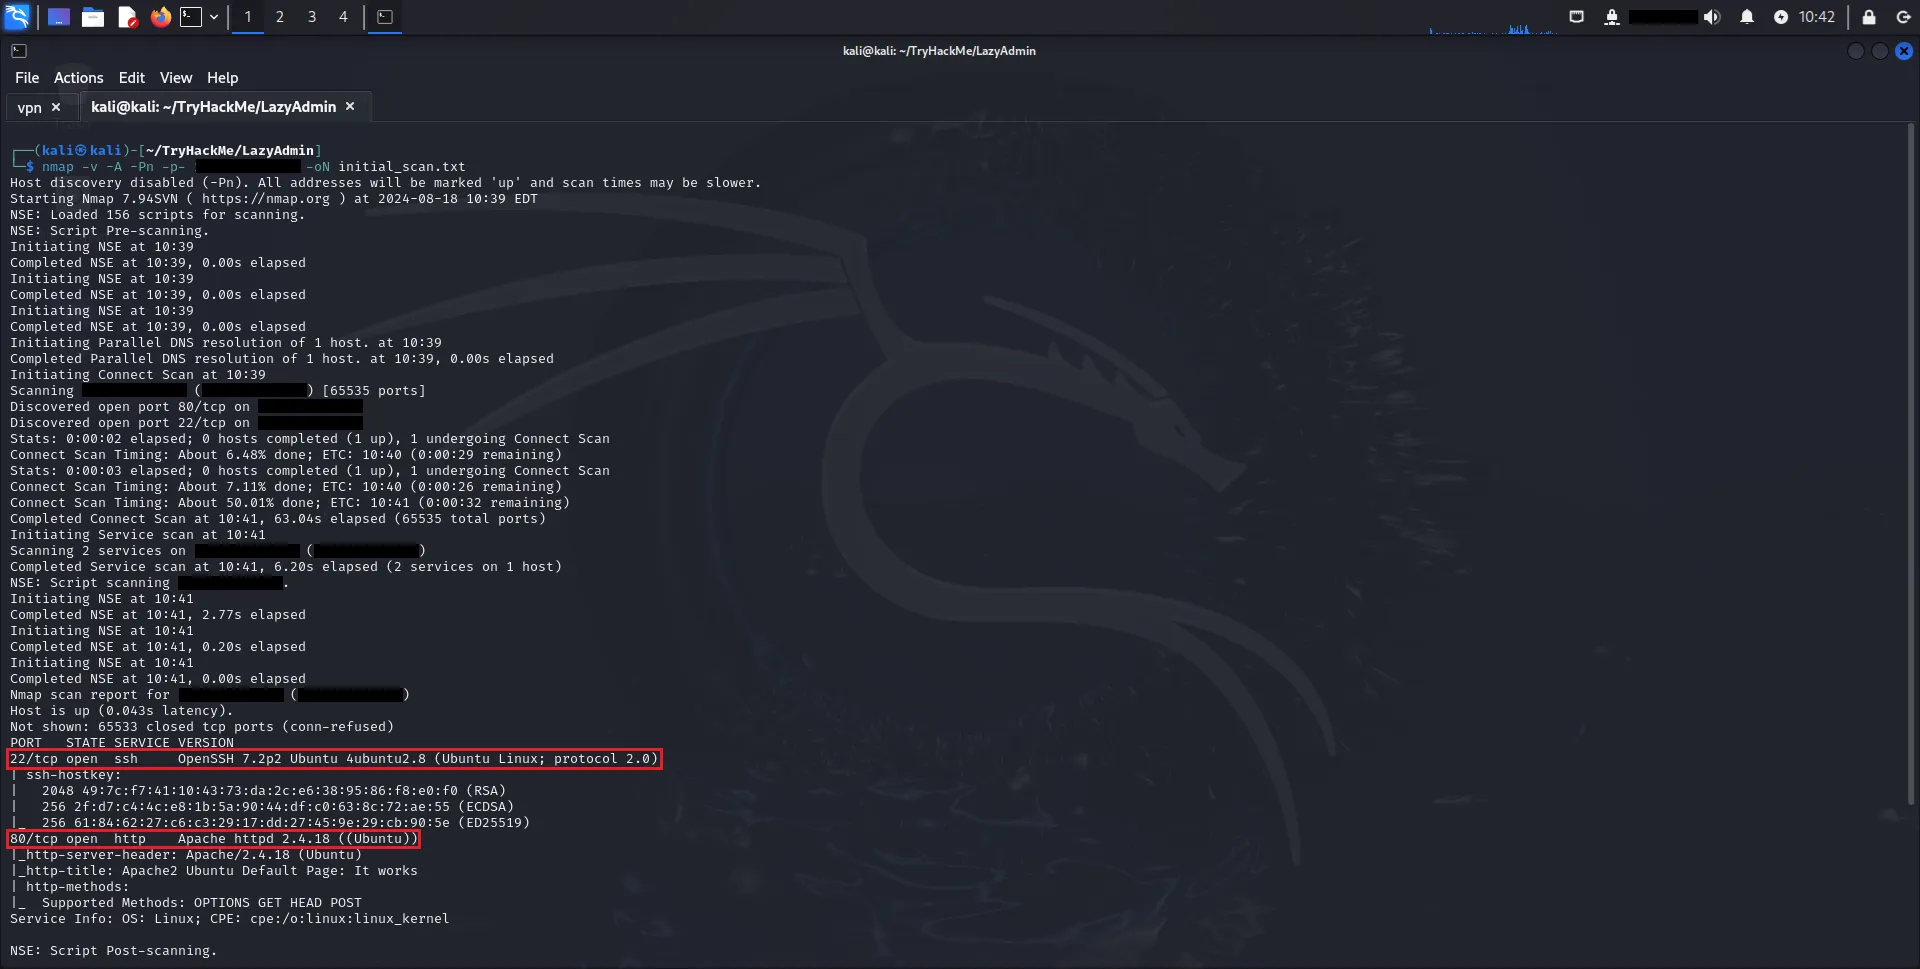 1 2 3 4
10:42
kali@kali: ~/TryHackMe/LazyAdmin
File Actions Edit View Help
vpn × kali@kali: ~/TryHackMe/LazyAdmin ×
┌──(kali㉿kali)-[~/TryHackMe/LazyAdmin]
└─$ nmap -v -A -Pn -p- -oN initial_scan.txt
Host discovery disabled (-Pn). All addresses will be marked 'up' and scan times may be slower.
Starting Nmap 7.94SVN ( https://nmap.org ) at 2024-08-18 10:39 EDT
NSE: Loaded 156 scripts for scanning.
NSE: Script Pre-scanning.
Initiating NSE at 10:39
Completed NSE at 10:39, 0.00s elapsed
Initiating NSE at 10:39
Completed NSE at 10:39, 0.00s elapsed
Initiating NSE at 10:39
Completed NSE at 10:39, 0.00s elapsed
Initiating Parallel DNS resolution of 1 host. at 10:39
Completed Parallel DNS resolution of 1 host. at 10:39, 0.00s elapsed
Initiating Connect Scan at 10:39
Scanning ( ) [65535 ports]
Discovered open port 80/tcp on
Discovered open port 22/tcp on
Stats: 0:00:02 elapsed; 0 hosts completed (1 up), 1 undergoing Connect Scan
Connect Scan Timing: About 6.48% done; ETC: 10:40 (0:00:29 remaining)
Stats: 0:00:03 elapsed; 0 hosts completed (1 up), 1 undergoing Connect Scan
Connect Scan Timing: About 7.11% done; ETC: 10:40 (0:00:26 remaining)
Connect Scan Timing: About 50.01% done; ETC: 10:41 (0:00:32 remaining)
Completed Connect Scan at 10:41, 63.04s elapsed (65535 total ports)
Initiating Service scan at 10:41
Scanning 2 services on ( )
Completed Service scan at 10:41, 6.20s elapsed (2 services on 1 host)
NSE: Script scanning .
Initiating NSE at 10:41
Completed NSE at 10:41, 2.77s elapsed
Initiating NSE at 10:41
Completed NSE at 10:41, 0.20s elapsed
Initiating NSE at 10:41
Completed NSE at 10:41, 0.00s elapsed
Nmap scan report for ( )
Host is up (0.043s latency).
Not shown: 65533 closed tcp ports (conn-refused)
PORT   STATE SERVICE VERSION
22/tcp open  ssh     OpenSSH 7.2p2 Ubuntu 4ubuntu2.8 (Ubuntu Linux; protocol 2.0)
| ssh-hostkey:
|   2048 49:7c:f7:41:10:43:73:da:2c:e6:38:95:86:f8:e0:f0 (RSA)
|   256 2f:d7:c4:4c:e8:1b:5a:90:44:df:c0:63:8c:72:ae:55 (ECDSA)
|_  256 61:84:62:27:c6:c3:29:17:dd:27:45:9e:29:cb:90:5e (ED25519)
80/tcp open  http    Apache httpd 2.4.18 ((Ubuntu))
|_http-server-header: Apache/2.4.18 (Ubuntu)
|_http-title: Apache2 Ubuntu Default Page: It works
| http-methods:
|_  Supported Methods: OPTIONS GET HEAD POST
Service Info: OS: Linux; CPE: cpe:/o:linux:linux_kernel
NSE: Script Post-scanning.